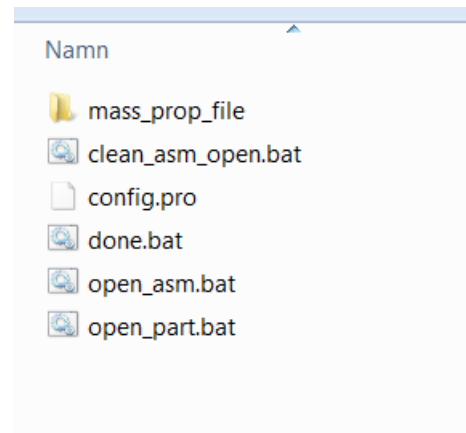 Namn
mass_prop_file
clean_asm_open.bat
config.pro
done.bat
open_asm.bat
open_part.bat